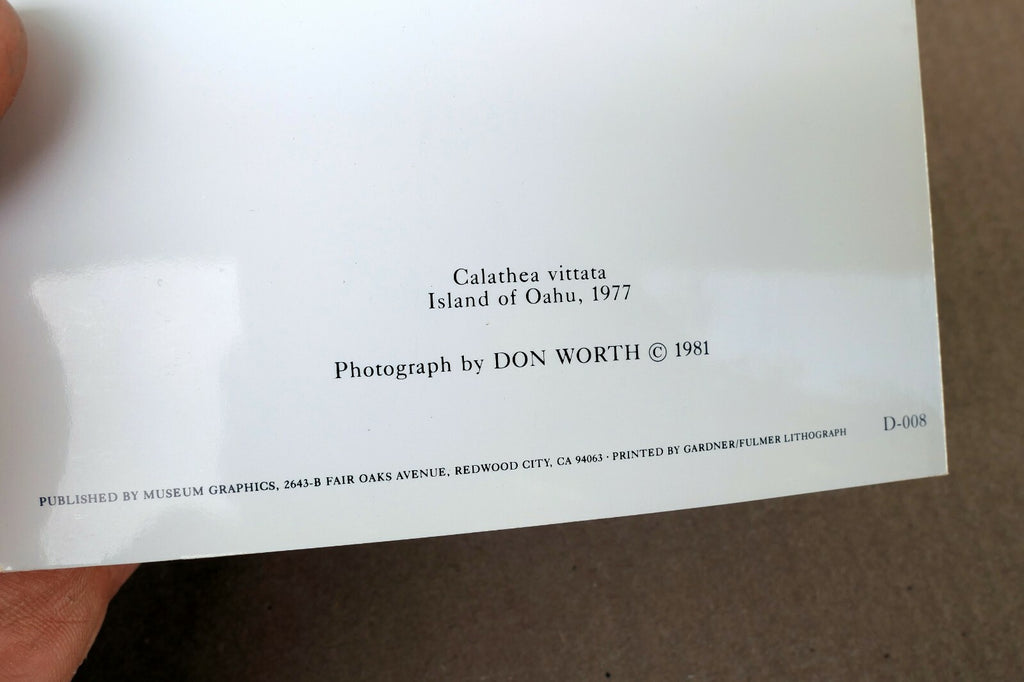 Calathea vittata
Island of Oahu, 1977
Photograph by DON WORTH © 1981
D-008
PUBLISHED BY MUSEUM GRAPHICS, 2643-B FAIR OAKS AVENUE, REDWOOD CITY, CA 94063 · PRINTED BY GARDNER/FULMER LITHOGRAPH